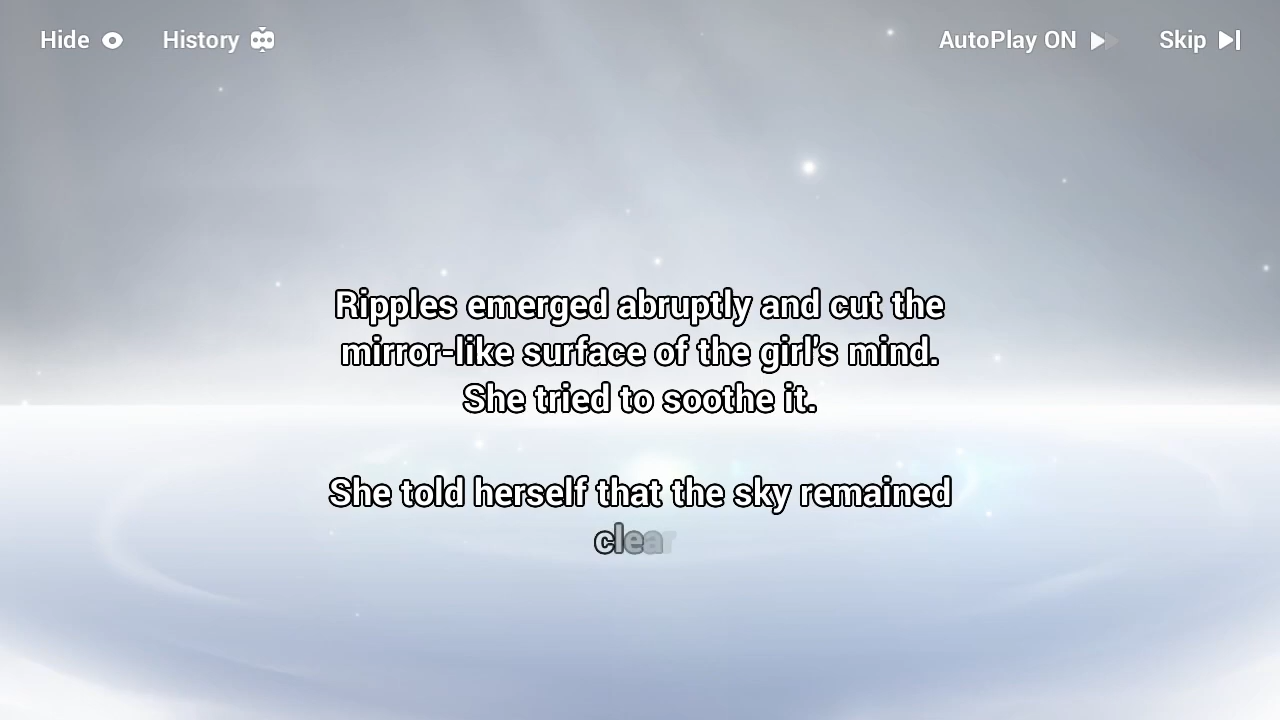 Hide
History
AutoPlay ON
Skip
Ripples emerged abruptly and cut the
mirror-like surface of the girl's mind.
She tried to soothe it.
She told herself that the sky remained
clear